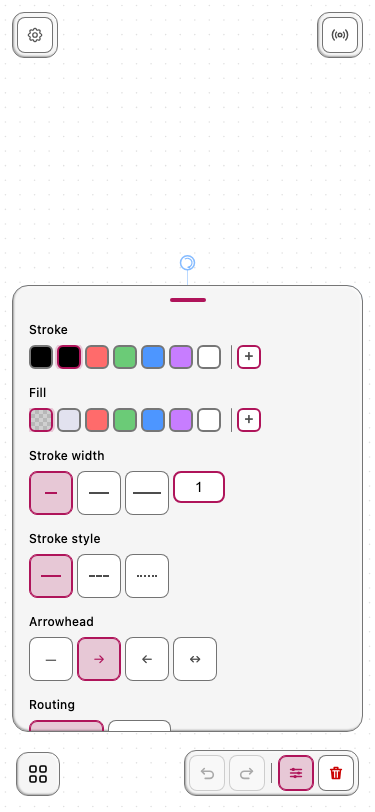 Stroke
Fill
Stroke width
1
Stroke style
Arrowhead
Routing